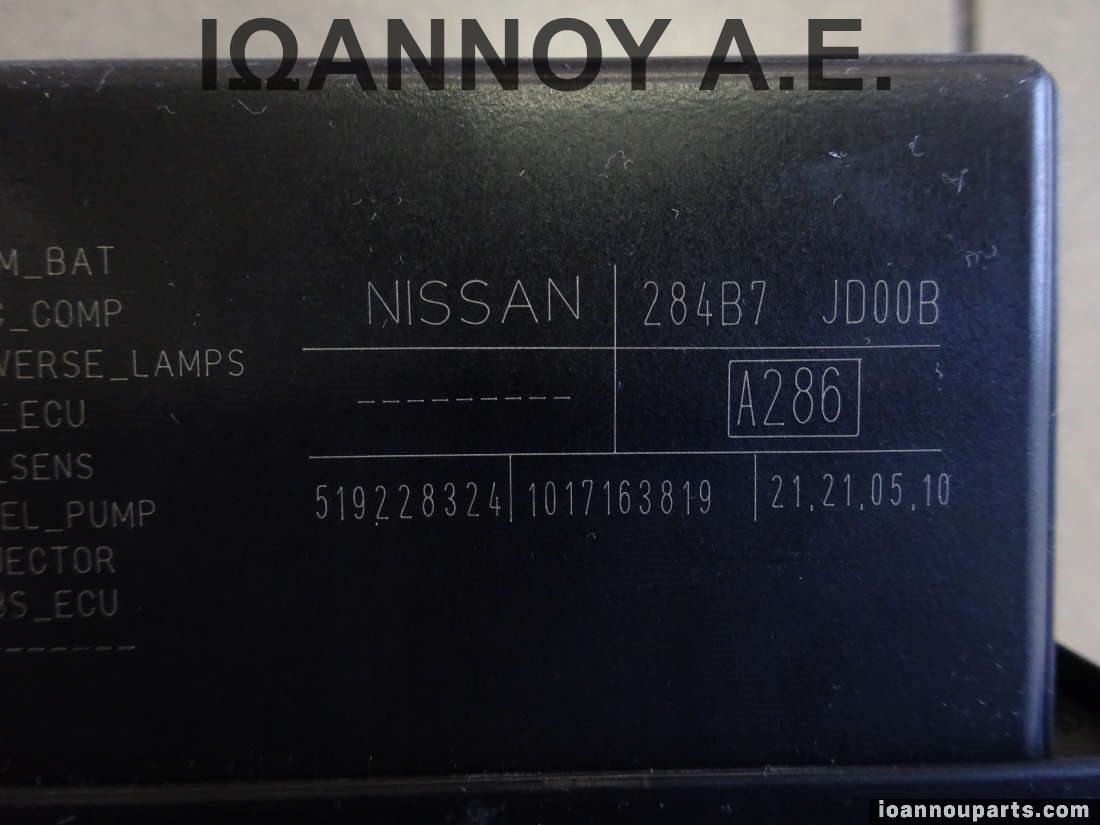 ΙΩΑΝΝΟΥ Α.Ε.
M_BAT
C_COMP
VERSE_LAMPS
_ECU
_SENS
EL_PUMP
JECTOR
BS_ECU
---------
NISSAN 284B7 JD00B
--------- A286
519228324 1017163819 21.21.05.10
ioannouparts.com